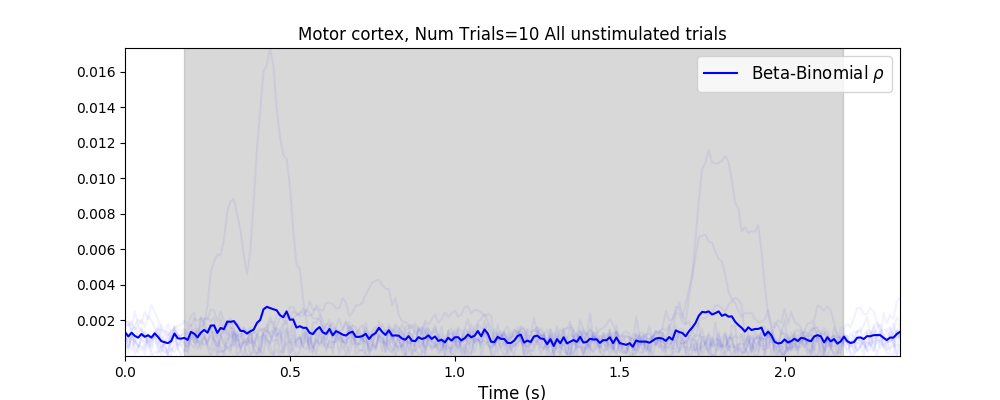 Motor cortex, Num Trials=10 All unstimulated trials
Beta-Binomial ρ
0.016
0.014
0.012
0.010
0.008
0.006
0.004
0.002
0.0 0.5 1.0 1.5 2.0
Time (s)